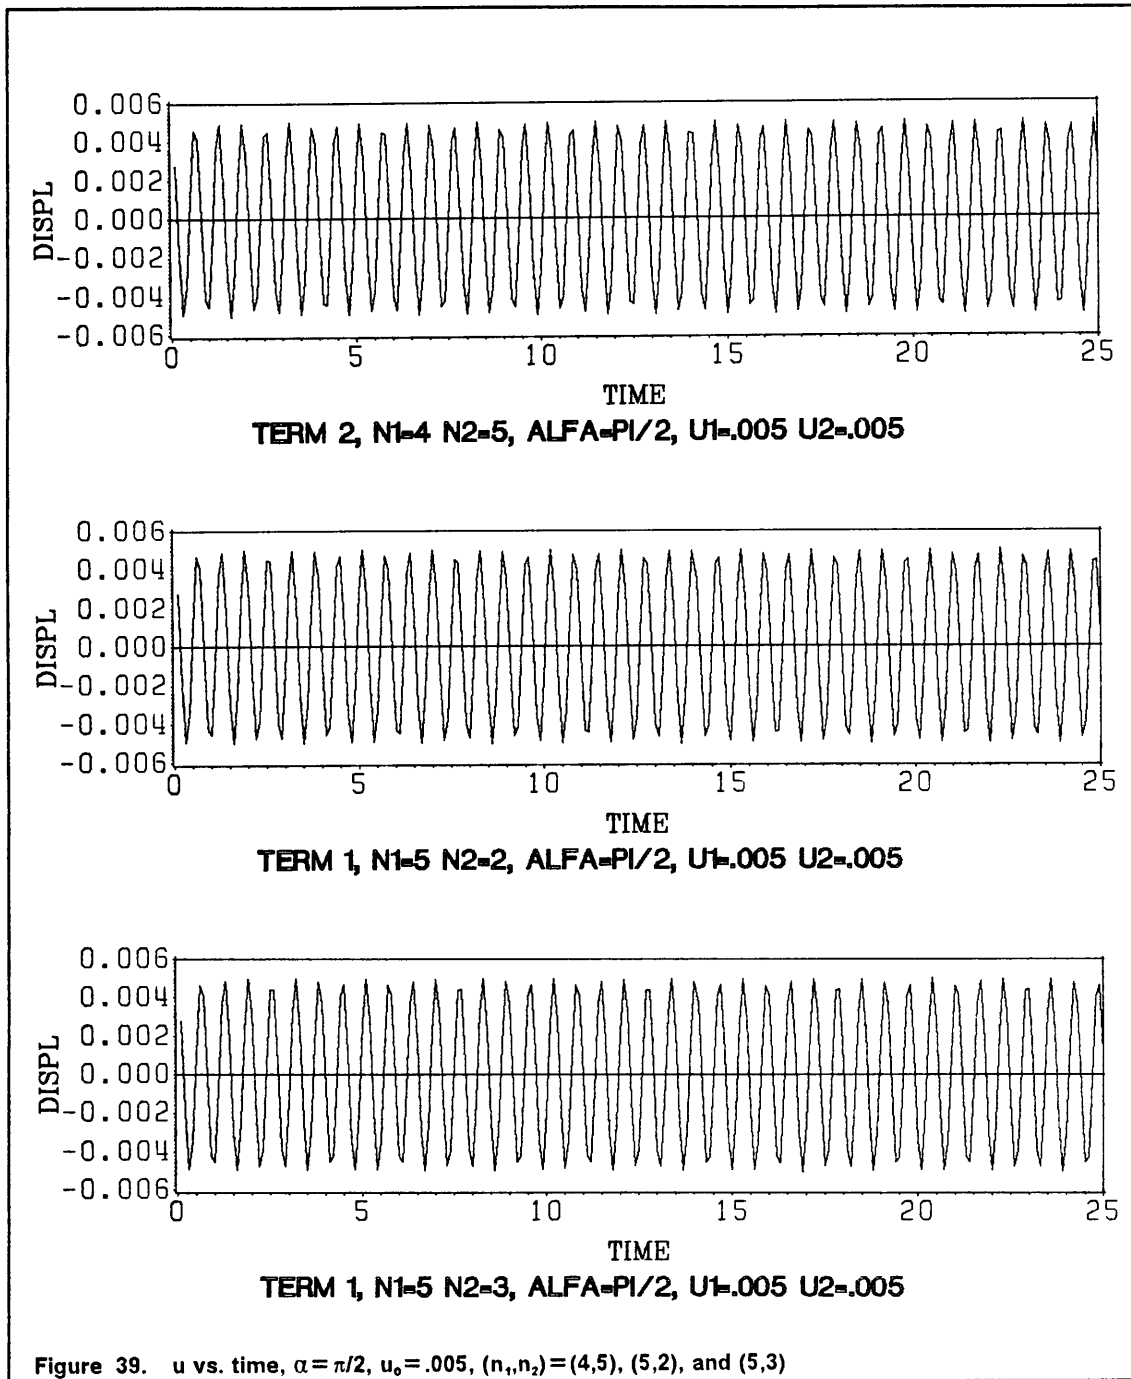 0.006
0.004
0.002
0.000
-0.002
-0.004
-0.006
DISPL
0 5 10 15 20 25
TIME
TERM 2, N1=4 N2=5, ALFA=PI/2, U1=.005 U2=.005
0.006
0.004
0.002
0.000
-0.002
-0.004
-0.006
DISPL
0 5 10 15 20 25
TIME
TERM 1, N1=5 N2=2, ALFA=PI/2, U1=.005 U2=.005
0.006
0.004
0.002
0.000
-0.002
-0.004
-0.006
DISPL
0 5 10 15 20 25
TIME
TERM 1, N1=5 N2=3, ALFA=PI/2, U1=.005 U2=.005
Figure 39. u vs. time, α = π/2, u₀ = .005, (n₁,n₂) = (4,5), (5,2), and (5,3)